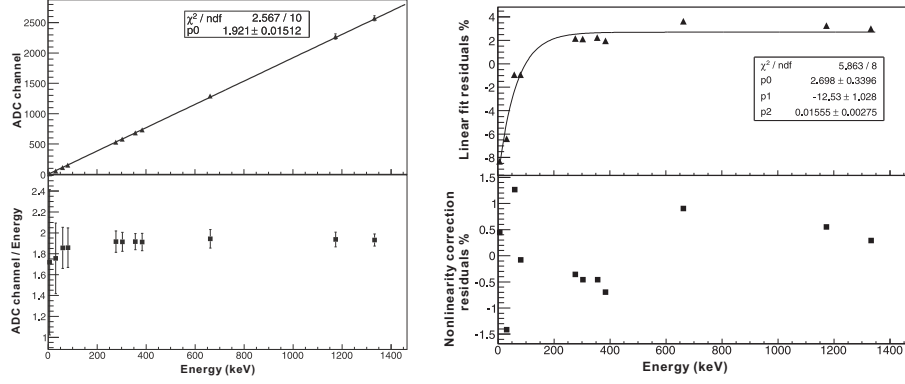 ADC channel
2500
2000
1500
1000
500
0
χ² / ndf 2.567 / 10
p0 1.921 ± 0.01512
ADC channel / Energy
2.4
2.2
2
1.8
1.6
1.4
1.2
1
0 200 400 600 800 1000 1200 1400
Energy (keV)
Linear fit residuals %
6
4
2
0
-2
-4
-6
-8
χ² / ndf 5.863 / 8
p0 2.698 ± 0.3396
p1 -12.53 ± 1.028
p2 0.01555 ± 0.00275
Nonlinearity correction
residuals %
1.5
1
0.5
0
-0.5
-1
-1.5
0 200 400 600 800 1000 1200 1400
Energy (keV)